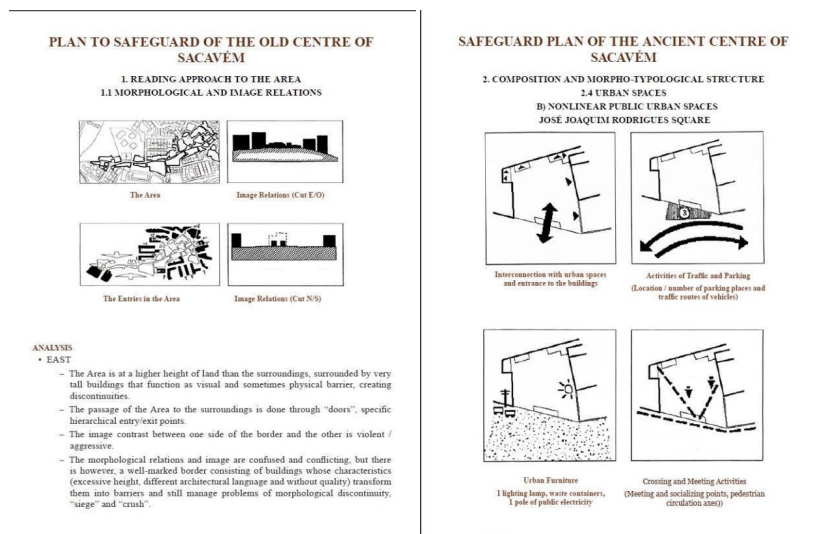 PLAN TO SAFEGUARD OF THE OLD CENTRE OF
SACAVÉM
1. READING APPROACH TO THE AREA
1.1 MORPHOLOGICAL AND IMAGE RELATIONS
The Area
Image Relations (Cut E/O)
The Entries in the Area
Image Relations (Cut N/S)
ANALYSIS
• EAST
– The Area is at a higher height of land than the surroundings, surrounded by very
tall buildings that function as visual and sometimes physical barrier, creating
discontinuities.
– The passage of the Area to the surroundings is done through “doors”, specific
hierarchical entry/exit points.
– The image contrast between one side of the border and the other is violent /
aggressive.
– The morphological relations and image are confused and conflicting, but there
is however, a well-marked border consisting of buildings whose characteristics
(excessive height, different architectural language and without quality) transform
them into barriers and still manage problems of morphological discontinuity,
“siege” and “crush”.
SAFEGUARD PLAN OF THE ANCIENT CENTRE OF
SACAVÉM
2. COMPOSITION AND MORPHO-TYPOLOGICAL STRUCTURE
2.4 URBAN SPACES
B) NONLINEAR PUBLIC URBAN SPACES
JOSÉ JOAQUIM RODRIGUES SQUARE
Interconnection with urban spaces
and entrance to the buildings
3
Activities of Traffic and Parking
(Location / number of parking places and
traffic routes of vehicles)
Urban Furniture
1 lighting lamp, waste containers,
1 pole of public electricity
Crossing and Meeting Activities
(Meeting and socializing points, pedestrian
circulation axes))